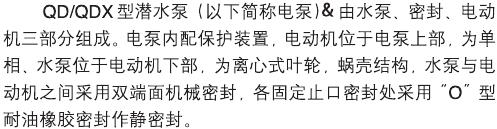 QD/QDX型潜水泵（以下简称电泵)&由水泵、密封、电动
机三部分组成。电泵内配保护装置，电动机位于电泵上部，为单
相、水泵位于电动机下部，为离心式叶轮，蜗壳结构，水泵与电
动机之间采用双端面机械密封，各固定止口密封处采用“O”型
耐油橡胶密封作静密封。